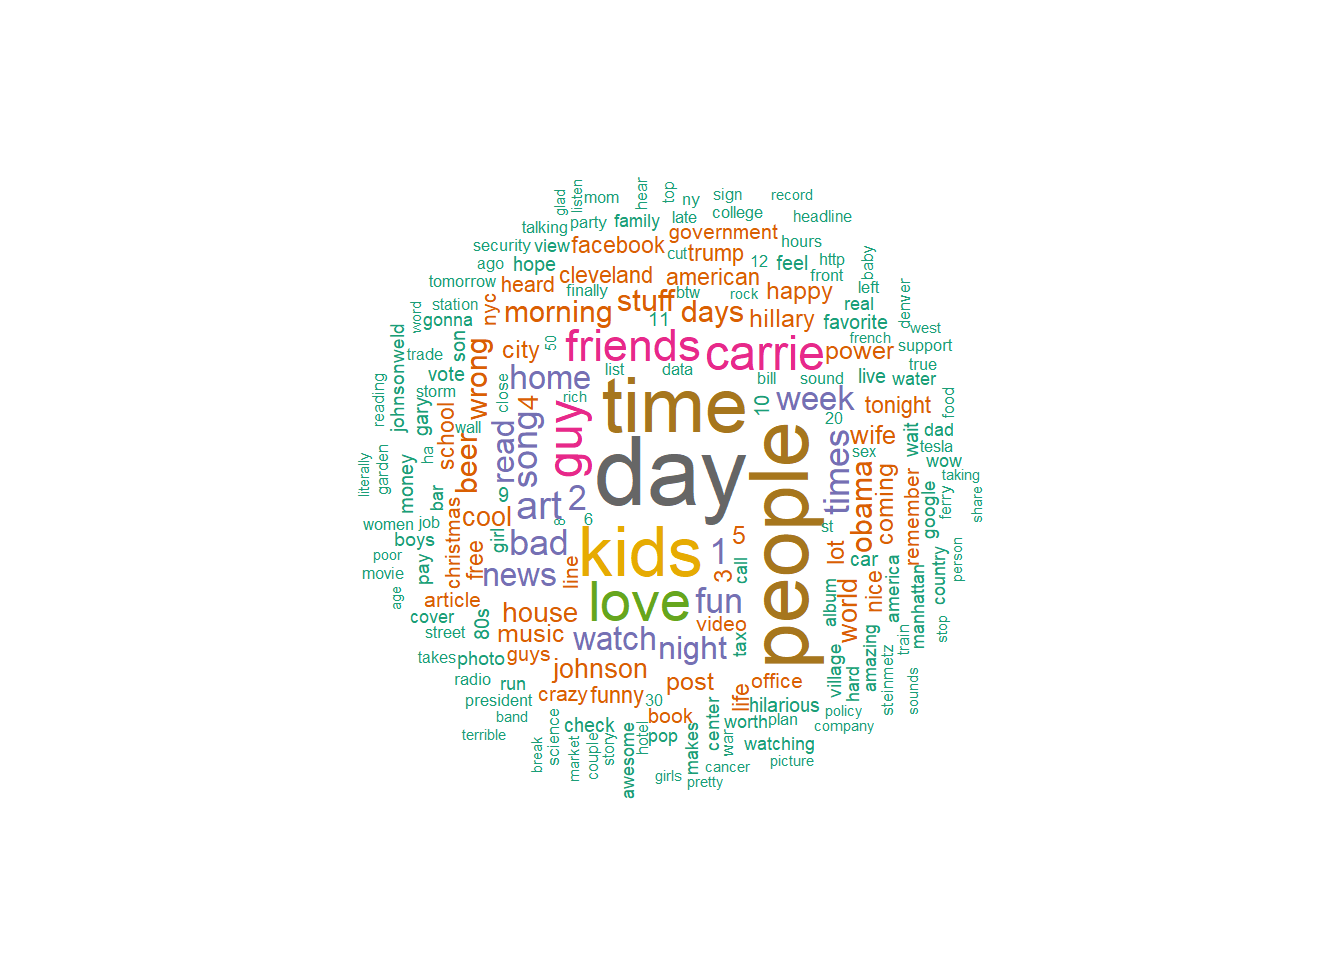 glad
listen
mom
hear
top
ny
sign
record
talking
party
family
late
college
headline
security
view
facebook
government
cut
trump
hours
ago
hope
cleveland
american
12
feel
http
baby
tomorrow
heard
finally
stuff
btw
rock
happy
front
left
word
station
nyc
morning
11
days
hillary
real
denver
gonna
favorite
johnsonweld
trade
son
city
50
friends
carrie
power
french
west
support
reading
vote
wrong
home
list
data
bill
sound
live
water
true
storm
close
rich
time
10
week
tonight
food
gary
wall
school
4
guy
day
people
20
times
wife
wait
dad
literally
garden
ha
beer
read
song
sex
tesla
wow
money
bar
9
art
2
obama
coming
remember
google
ferry
taking
share
women
job
cool
8
6
st
boys
girl
bad
kids
1
5
lot
car
poor
christmas
free
news
line
3
call
america
country
person
movie
pay
age
article
love
fun
album
world
nice
manhattan
cover
house
video
stop
street
80s
music
watch
night
tax
train
takes
photo
guys
johnson
village
hard
amazing
steinmetz
radio
run
post
office
sounds
president
crazy
funny
30
life
hilarious
policy
band
book
worth
plan
company
terrible
science
check
hotel
pop
center
war
watching
break
market
couple
story
awesome
makes
cancer
picture
girls
pretty